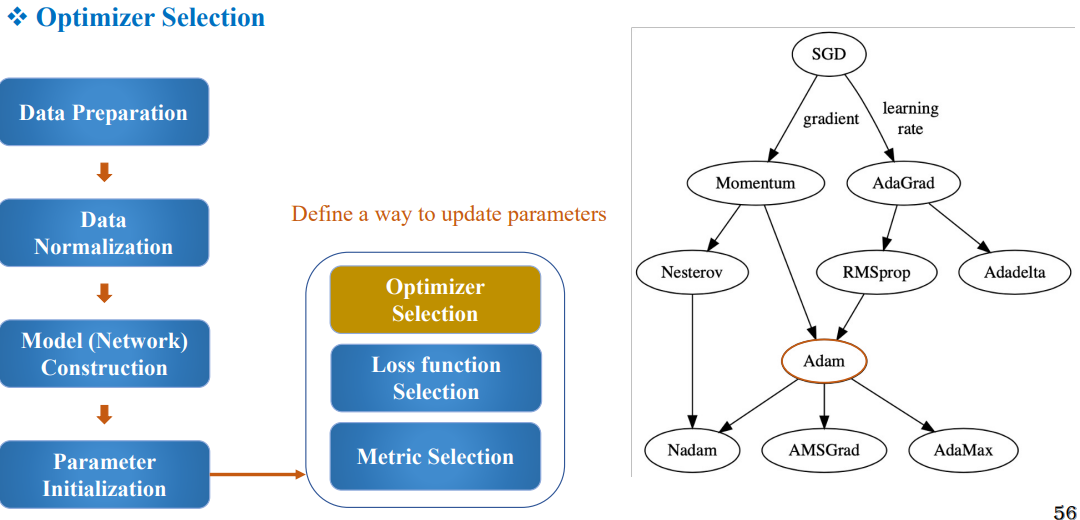 ❖ Optimizer Selection
Data Preparation
Data
Normalization
Model (Network)
Construction
Parameter
Initialization
Define a way to update parameters
Optimizer
Selection
Loss function
Selection
Metric Selection
SGD
gradient
learning
rate
Momentum
AdaGrad
Nesterov
RMSprop
Adadelta
Adam
Nadam
AMSGrad
AdaMax
56